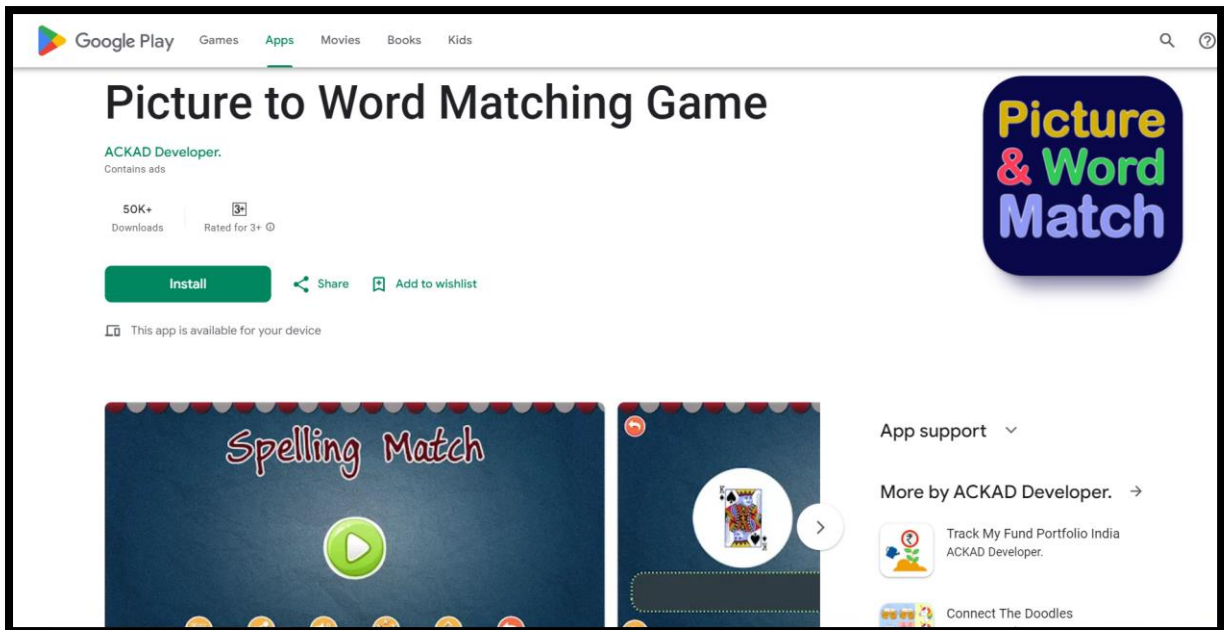 Google Play Games Apps Movies Books Kids
Picture to Word Matching Game
ACKAD Developer.
Contains ads
50K+
Downloads
3+
Rated for 3+
Install Share Add to wishlist
This app is available for your device
Picture
& Word
Match
Spelling Match
K
K
App support
More by ACKAD Developer.
Track My Fund Portfolio India
ACKAD Developer.
Connect The Doodles